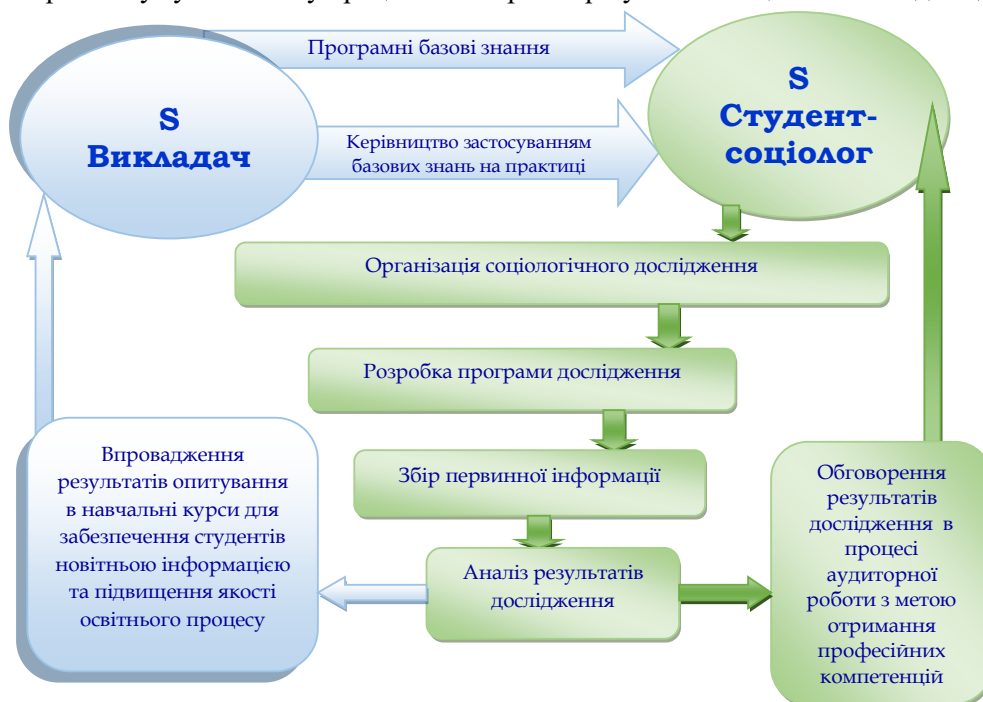 Програмні базові знання
S
Викладач
S
Студент-
соціолог
Керівництво застосуванням
базових знань на практиці
Організація соціологічного дослідження
Розробка програми дослідження
Збір первинної інформації
Аналіз результатів
дослідження
Впровадження
результатів опитування
в навчальні курси для
забезпечення студентів
новітньою інформацією
та підвищення якості
освітнього процесу
Обговорення
результатів
дослідження в
процесі
аудиторної
роботи з метою
отримання
професійних
компетенцій